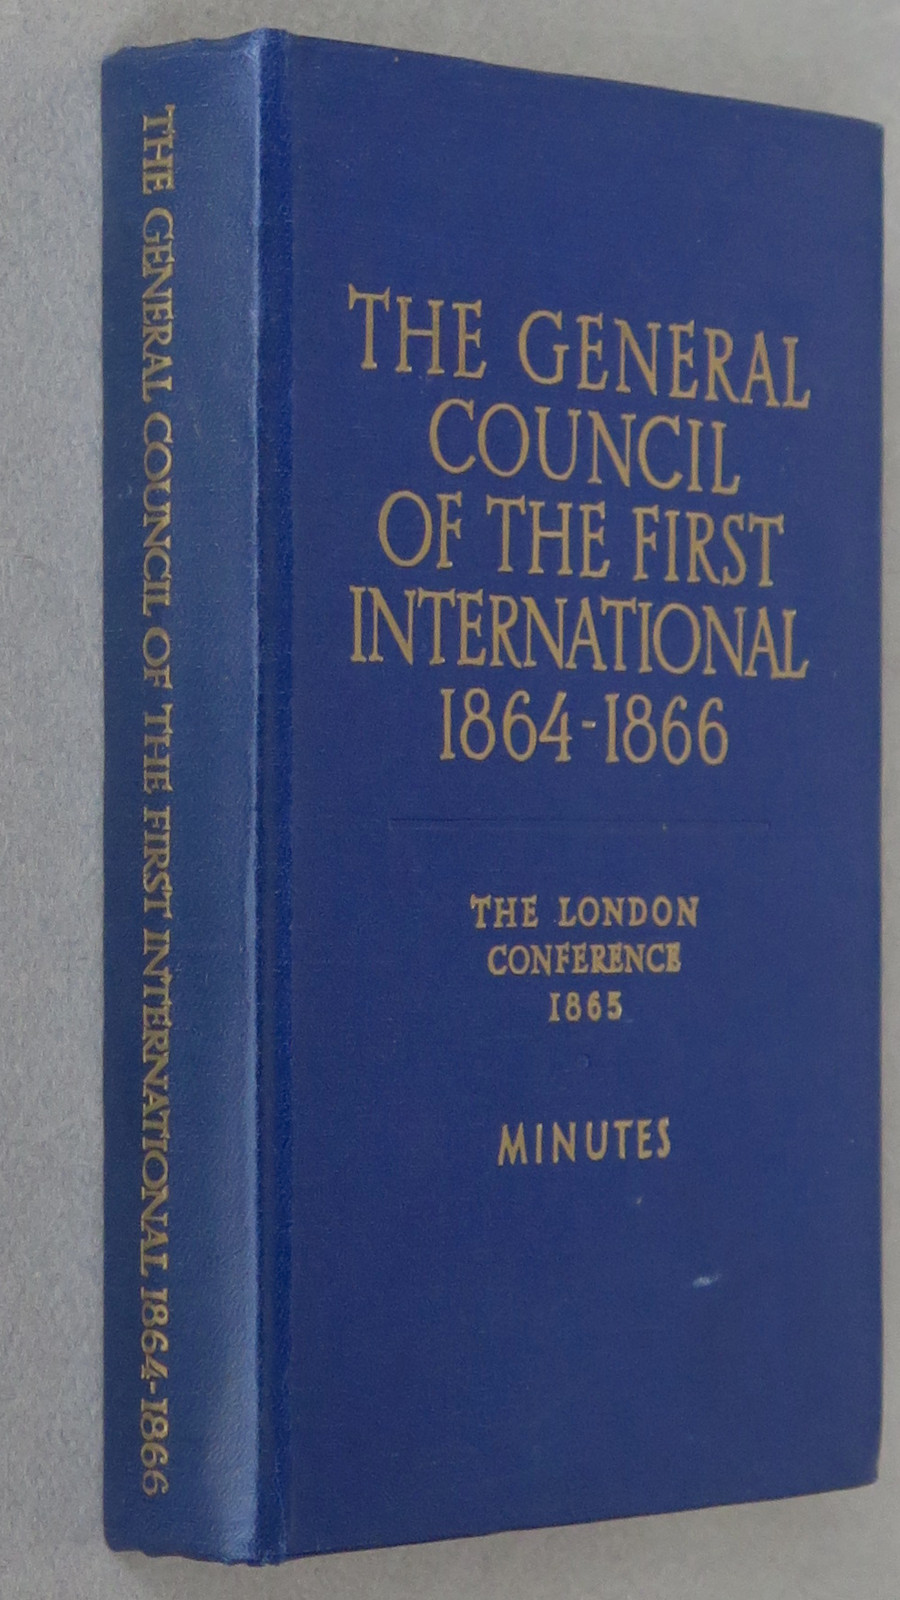 THE GENERAL COUNCIL OF THE FIRST INTERNATIONAL 1864-1866
THE GENERAL
COUNCIL
OF THE FIRST
INTERNATIONAL
1864-1866
THE LONDON
CONFERENCE
1865
MINUTES